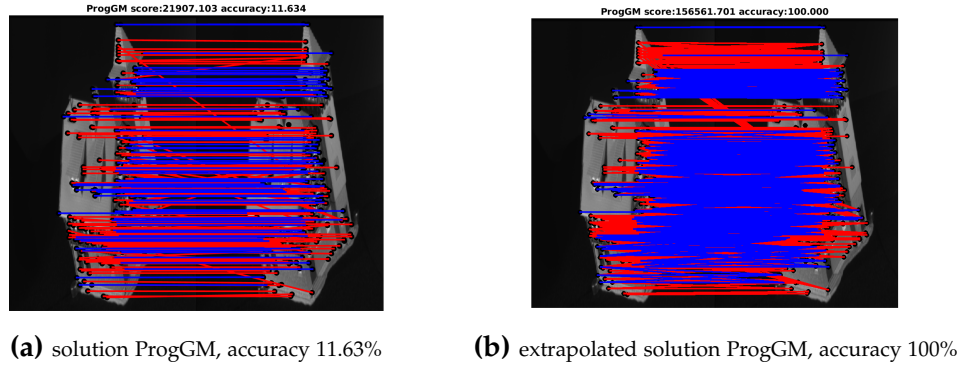 ProgGM score:21907.103 accuracy:11.634
ProgGM score:156561.701 accuracy:100.000
(a) solution ProgGM, accuracy 11.63%
(b) extrapolated solution ProgGM, accuracy 100%